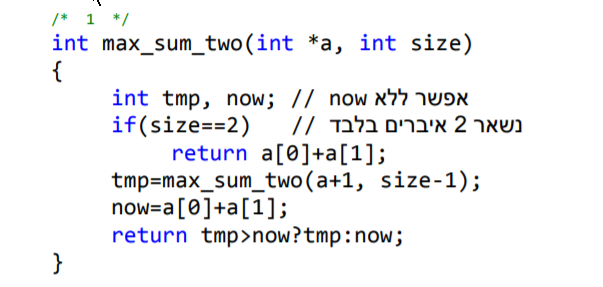 /* 1 */
int max_sum_two(int *a, int size)
{
int tmp, now; // now אפשר ללא
if(size==2) // נשאר 2 איברים בלבד
return a[0]+a[1];
tmp=max_sum_two(a+1, size-1);
now=a[0]+a[1];
return tmp>now?tmp:now;
}